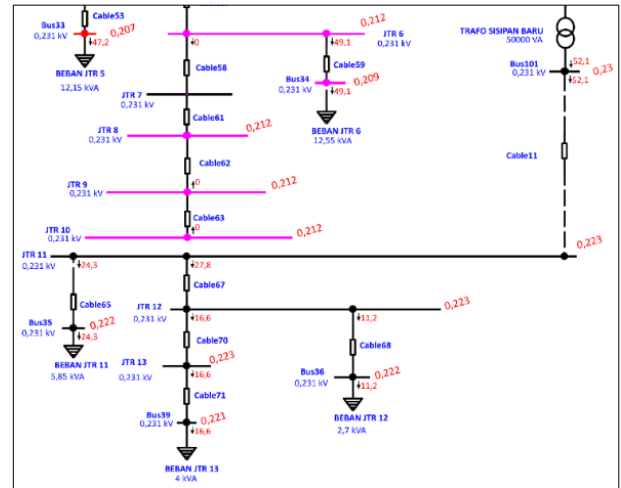 Cable53
Bus33
0,231 kV
0,207
47,2
BEBAN JTR 5
12,15 kVA
0,212
0
49,1
JTR 6
0,231 kV
Cable58
Cable59
JTR 7
0,231 kV
Bus34
0,231 kV
0,209
49,1
BEBAN JTR 6
12,55 kVA
TRAFO SISIPAN BARU
50000 VA
Bus101
0,231 kV
52,1
52,1
0,23
Cable11
Cable61
JTR 8
0,231 kV
0,212
Cable62
JTR 9
0,231 kV
0
0,212
Cable63
JTR 10
0,231 kV
0
0,212
JTR 11
0,231 kV
24,3
27,8
0,223
Cable65
Cable67
Bus35
0,231 kV
0,222
24,3
BEBAN JTR 11
5,85 kVA
JTR 12
0,231 kV
16,6
11,2
0,223
Cable70
Cable68
JTR 13
0,231 kV
0,223
16,6
Bus36
0,231 kV
0,222
11,2
BEBAN JTR 12
2,7 kVA
Cable71
Bus39
0,231 kV
0,221
16,6
BEBAN JTR 13
4 kVA